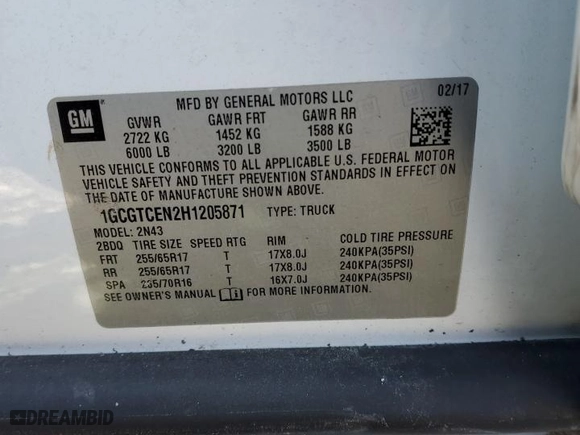 MFD BY GENERAL MOTORS LLC 02/17
GM GVWR GAWR FRT GAWR RR
2722 KG 1452 KG 1588 KG
6000 LB 3200 LB 3500 LB
THIS VEHICLE CONFORMS TO ALL APPLICABLE U.S. FEDERAL MOTOR
VEHICLE SAFETY AND THEFT PREVENTION STANDARDS IN EFFECT ON
THE DATE OF MANUFACTURE SHOWN ABOVE.
1GCGTCEN2H1205871 TYPE: TRUCK
MODEL: 2N43
2BDQ TIRE SIZE SPEED RTG RIM COLD TIRE PRESSURE
FRT 255/65R17 T 17X8.0J 240KPA(35PSI)
RR 255/65R17 T 17X8.0J 240KPA(35PSI)
SPA 235/70R16 T 16X7.0J 240KPA(35PSI)
SEE OWNER'S MANUAL FOR MORE INFORMATION.
DREAMBID